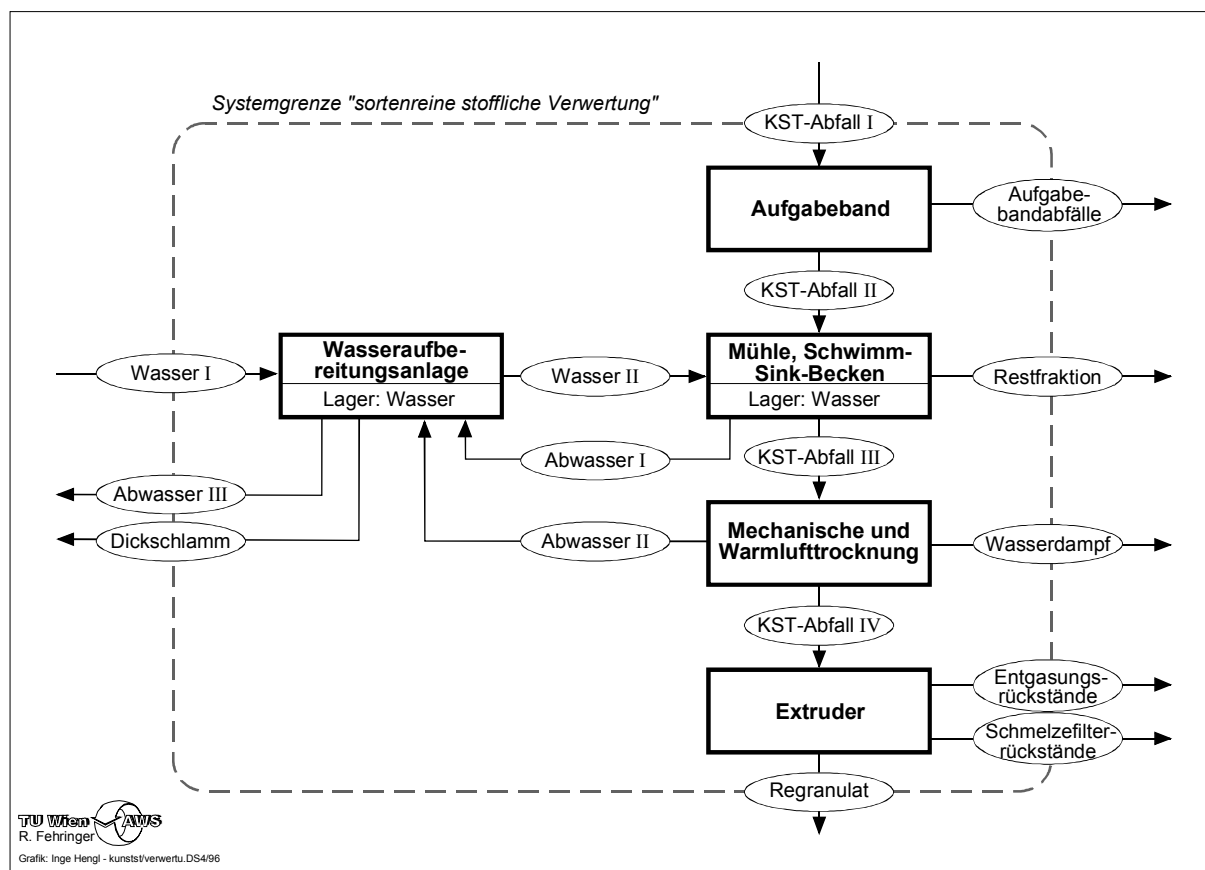 Systemgrenze "sortenreine stoffliche Verwertung"
KST-Abfall I
Aufgabeband
Aufgabe-
bandabfälle
KST-Abfall II
Wasser I
Wasseraufbe-
reitungsanlage
Lager: Wasser
Wasser II
Mühle, Schwimm-
Sink-Becken
Lager: Wasser
Restfraktion
Abwasser I
KST-Abfall III
Abwasser III
Dickschlamm
Abwasser II
Mechanische und
Warmlufttrocknung
Wasserdampf
KST-Abfall IV
Extruder
Entgasungs-
rückstände
Schmelzefilter-
rückstände
Regranulat
TU Wien AWS
R. Fehringer
Grafik: Inge Hengl - kunstst/verwertu.DS4/96